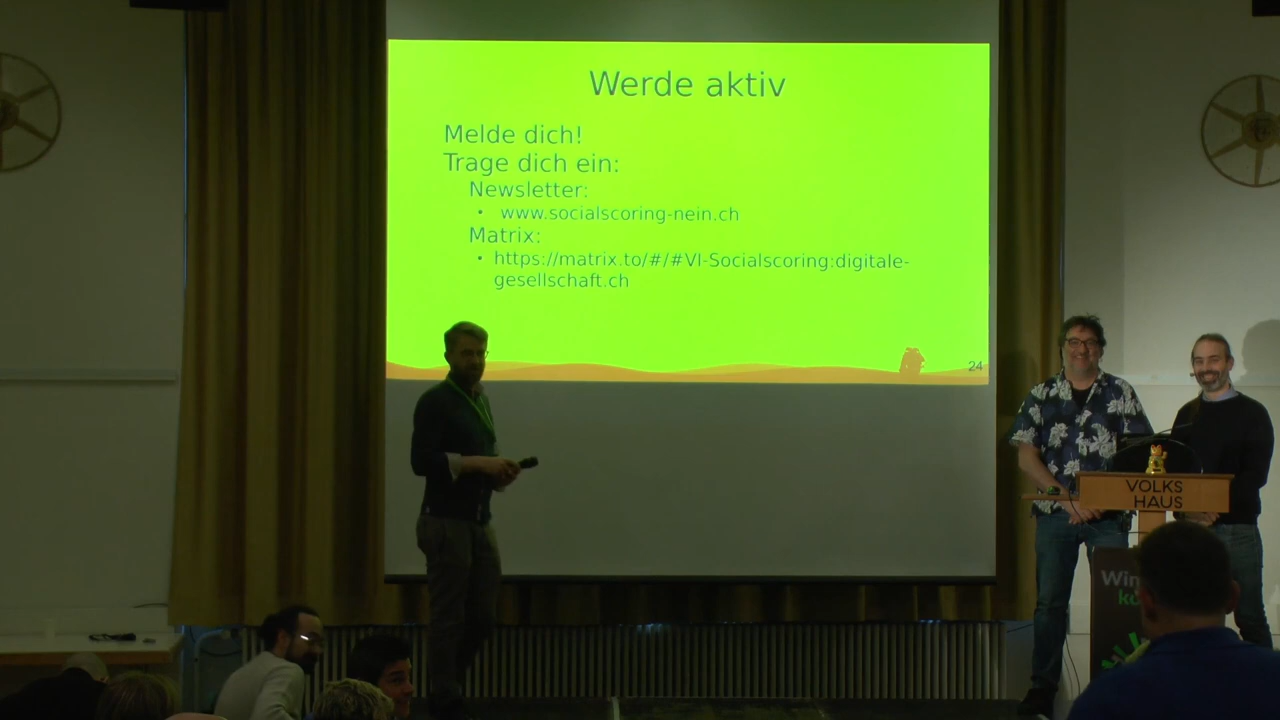 Werde aktiv
Melde dich!
Trage dich ein:
Newsletter:
• www.socialscoring-nein.ch
Matrix:
• https://matrix.to/#/#VI-Socialscoring:digitale-
gesellschaft.ch
24
VOLKS
HAUS
Win